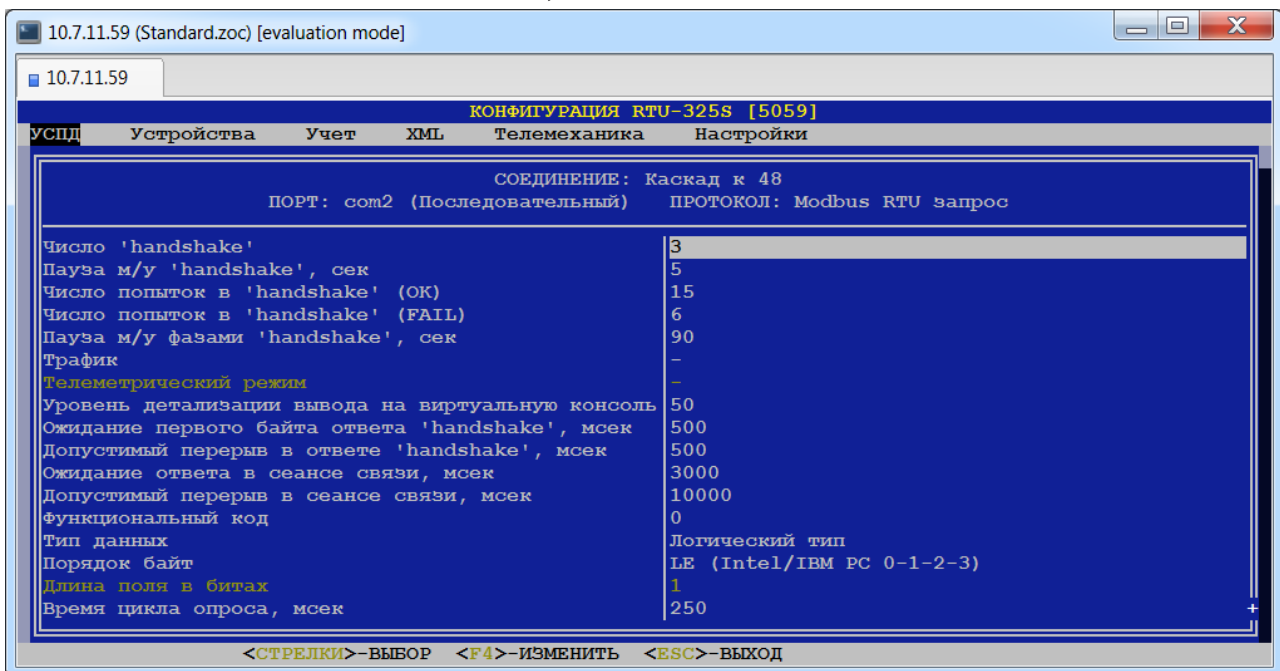 10.7.11.59 (Standard.zoc) [evaluation mode]
10.7.11.59
КОНФИГУРАЦИЯ RTU-325S [5059]
УСПД Устройства Учет XML Телемеханика Настройки
СОЕДИНЕНИЕ: Каскад к 48
ПОРТ: com2 (Последовательный) ПРОТОКОЛ: Modbus RTU запрос
Число 'handshake' 3
Пауза м/у 'handshake', сек 5
Число попыток в 'handshake' (OK) 15
Число попыток в 'handshake' (FAIL) 6
Пауза м/у фазами 'handshake', сек 90
Трафик -
Телеметрический режим -
Уровень детализации вывода на виртуальную консоль 50
Ожидание первого байта ответа 'handshake', мсек 500
Допустимый перерыв в ответе 'handshake', мсек 500
Ожидание ответа в сеансе связи, мсек 3000
Допустимый перерыв в сеансе связи, мсек 10000
Функциональный код 0
Тип данных Логический тип
Порядок байт LE (Intel/IBM PC 0-1-2-3)
Длина поля в битах 1
Время цикла опроса, мсек 250 +
<СТРЕЛКИ>-ВЫБОР <F4>-ИЗМЕНИТЬ <ESC>-ВЫХОД